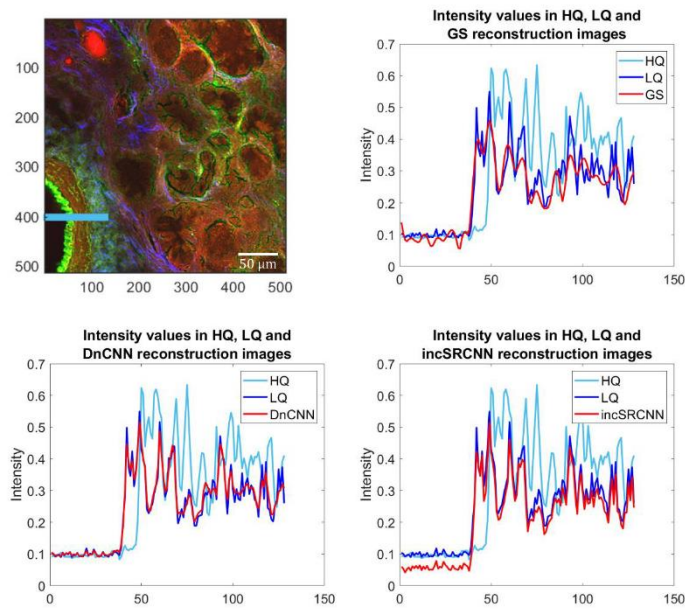 0
100
200
300
400
500
100 200 300 400 500
50 μm
Intensity values in HQ, LQ and
GS reconstruction images
0.7
0.6
0.5
0.4
0.3
0.2
0.1
0
Intensity
HQ
LQ
GS
0 50 100 150
Intensity values in HQ, LQ and
DnCNN reconstruction images
0.7
0.6
0.5
0.4
0.3
0.2
0.1
0
Intensity
HQ
LQ
DnCNN
0 50 100 150
Intensity values in HQ, LQ and
incSRCNN reconstruction images
0.7
0.6
0.5
0.4
0.3
0.2
0.1
0
Intensity
HQ
LQ
incSRCNN
0 50 100 150